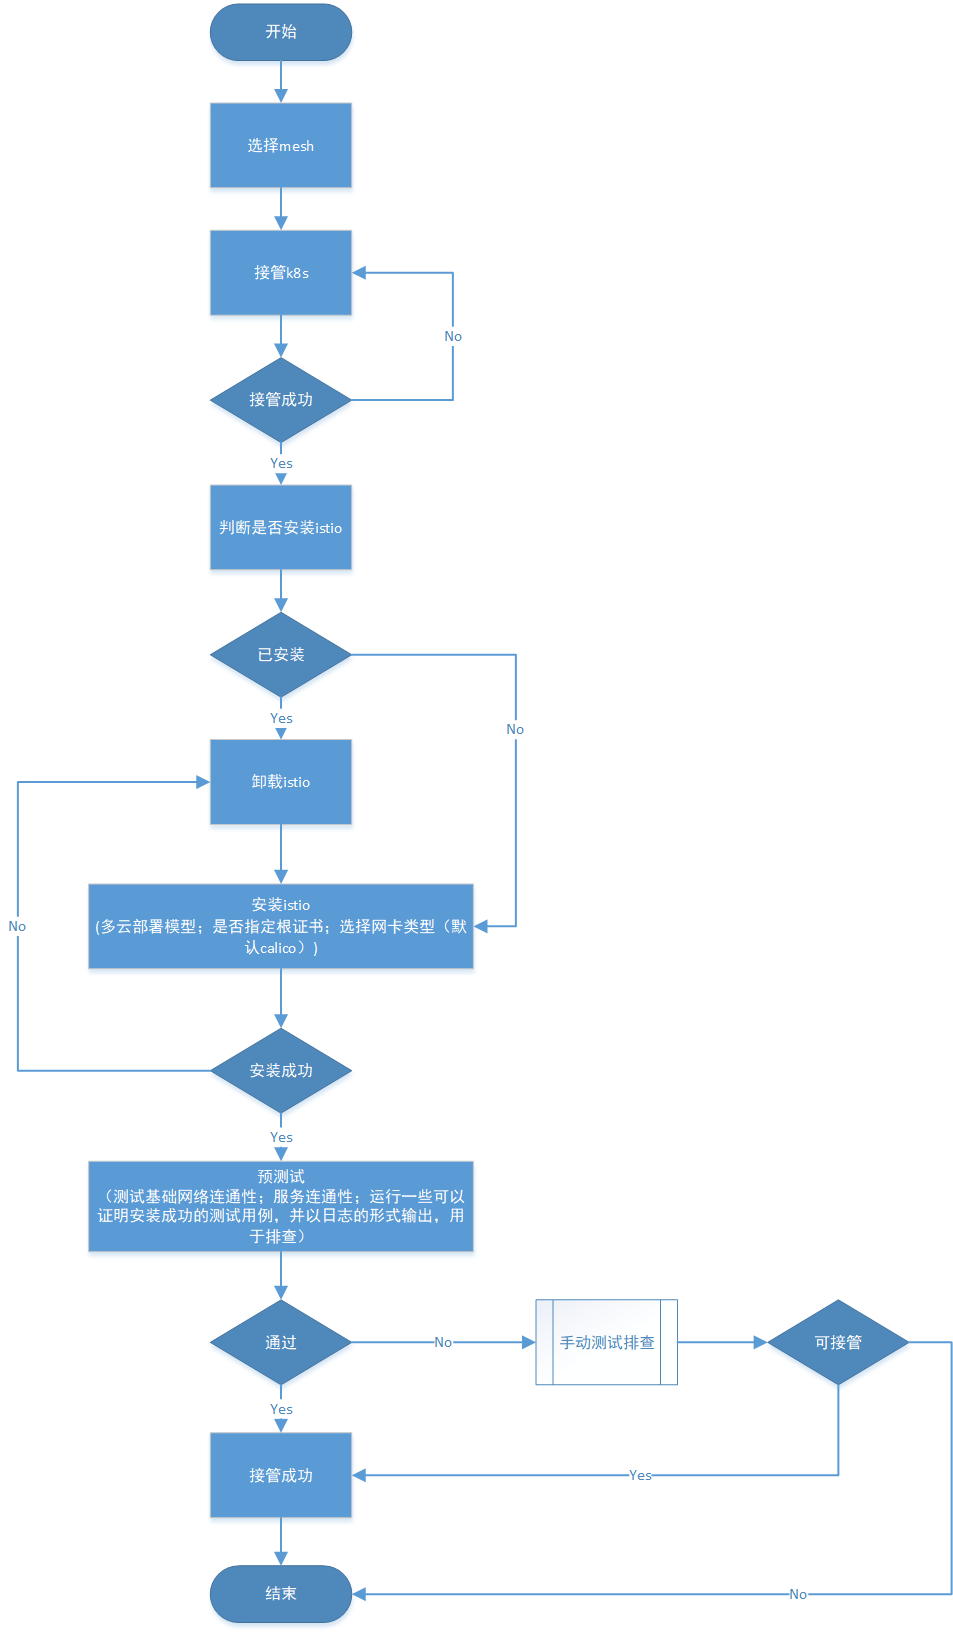 开始
选择mesh
接管k8s
No
接管成功
Yes
判断是否安装istio
已安装
Yes
No
卸载istio
安装istio
(多云部署模型；是否指定根证书；选择网卡类型（默
认calico）)
No
安装成功
Yes
预测试
（测试基础网络连通性；服务连通性；运行一些可以
证明安装成功的测试用例，并以日志的形式输出，用
于排查）
通过
No
手动测试排查
可接管
Yes
接管成功
Yes
结束
No